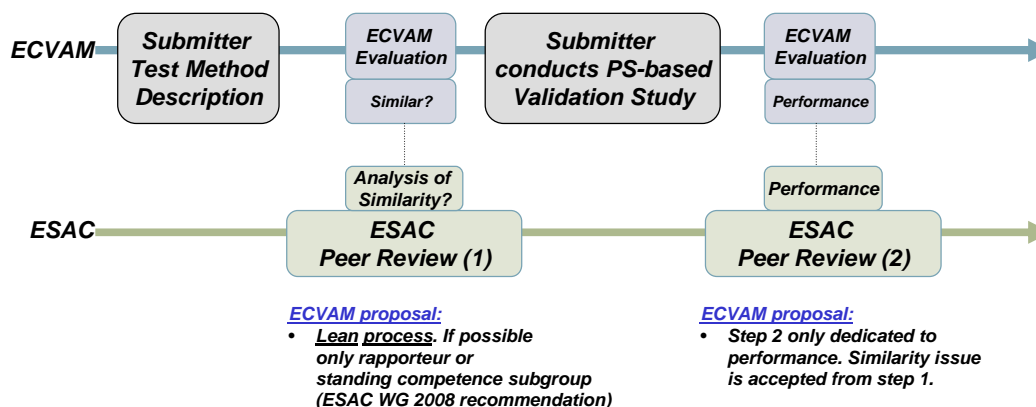 ECVAM
Submitter
Test Method
Description
ECVAM
Evaluation
Similar?
Submitter
conducts PS-based
Validation Study
ECVAM
Evaluation
Performance
Analysis of
Similarity?
Performance
ESAC
ESAC
Peer Review (1)
ESAC
Peer Review (2)
ECVAM proposal:
• Lean process. If possible
only rapporteur or
standing competence subgroup
(ESAC WG 2008 recommendation)
ECVAM proposal:
• Step 2 only dedicated to
performance. Similarity issue
is accepted from step 1.